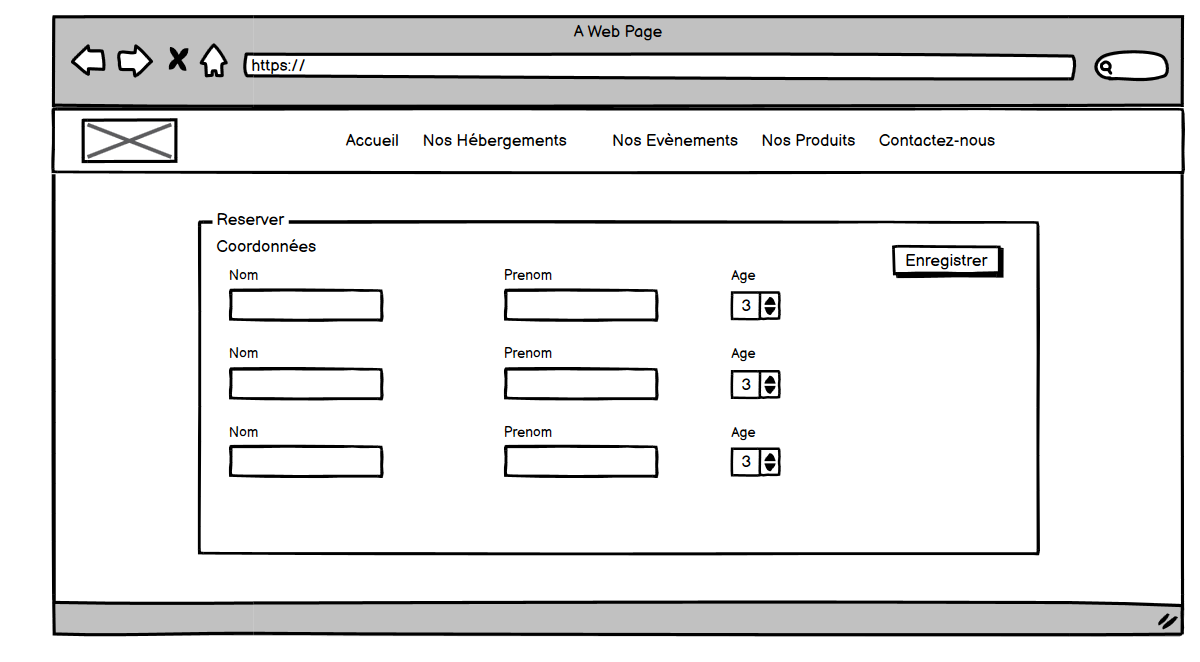 A Web Page
https://
Accueil Nos Hébergements Nos Evènements Nos Produits Contactez-nous
Reserver
Coordonnées
Enregistrer
Nom Prenom Age
3
Nom Prenom Age
3
Nom Prenom Age
3